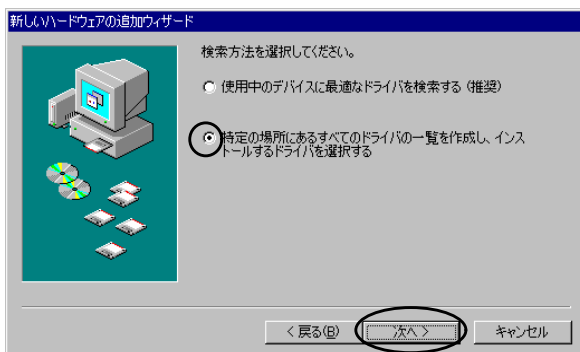 新しいハードウェアの追加ウィザード
検索方法を選択してください。
使用中のデバイスに最適なドライバを検索する (推奨)
特定の場所にあるすべてのドライバの一覧を作成し、インス
トールするドライバを選択する
< 戻る(B)
次へ >
キャンセル